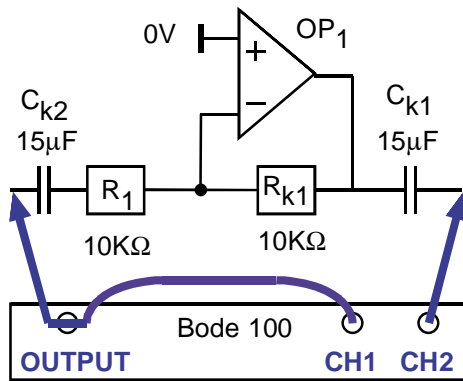 0V
OP1
+
−
Ck2
15μF
Ck1
15μF
R1
Rk1
10KΩ
10KΩ
Bode 100
OUTPUT
CH1
CH2